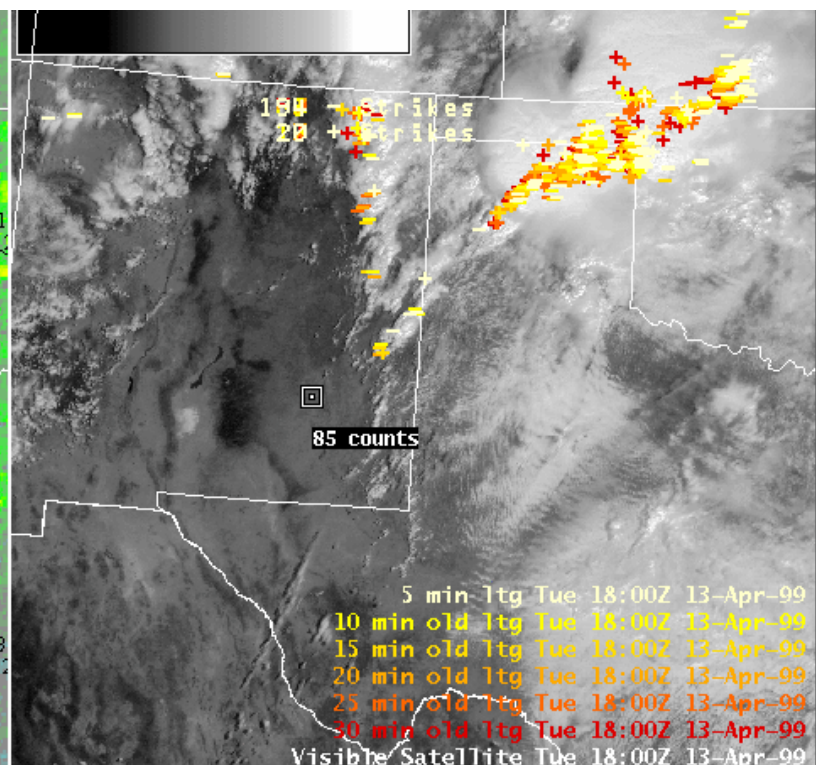 - strikes
20 + strikes
85 counts
5 min ltg Tue 18:00Z 13-Apr-99
10 min old ltg Tue 18:00Z 13-Apr-99
15 min old ltg Tue 18:00Z 13-Apr-99
20 min old ltg Tue 18:00Z 13-Apr-99
25 min old ltg Tue 18:00Z 13-Apr-99
30 min old ltg Tue 18:00Z 13-Apr-99
Visible Satellite Tue 18:00Z 13-Apr-99